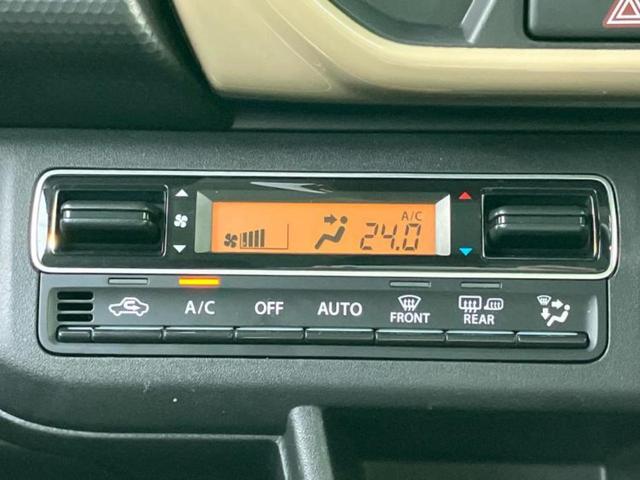 A/C
24.0
A/C
OFF
AUTO
FRONT
REAR